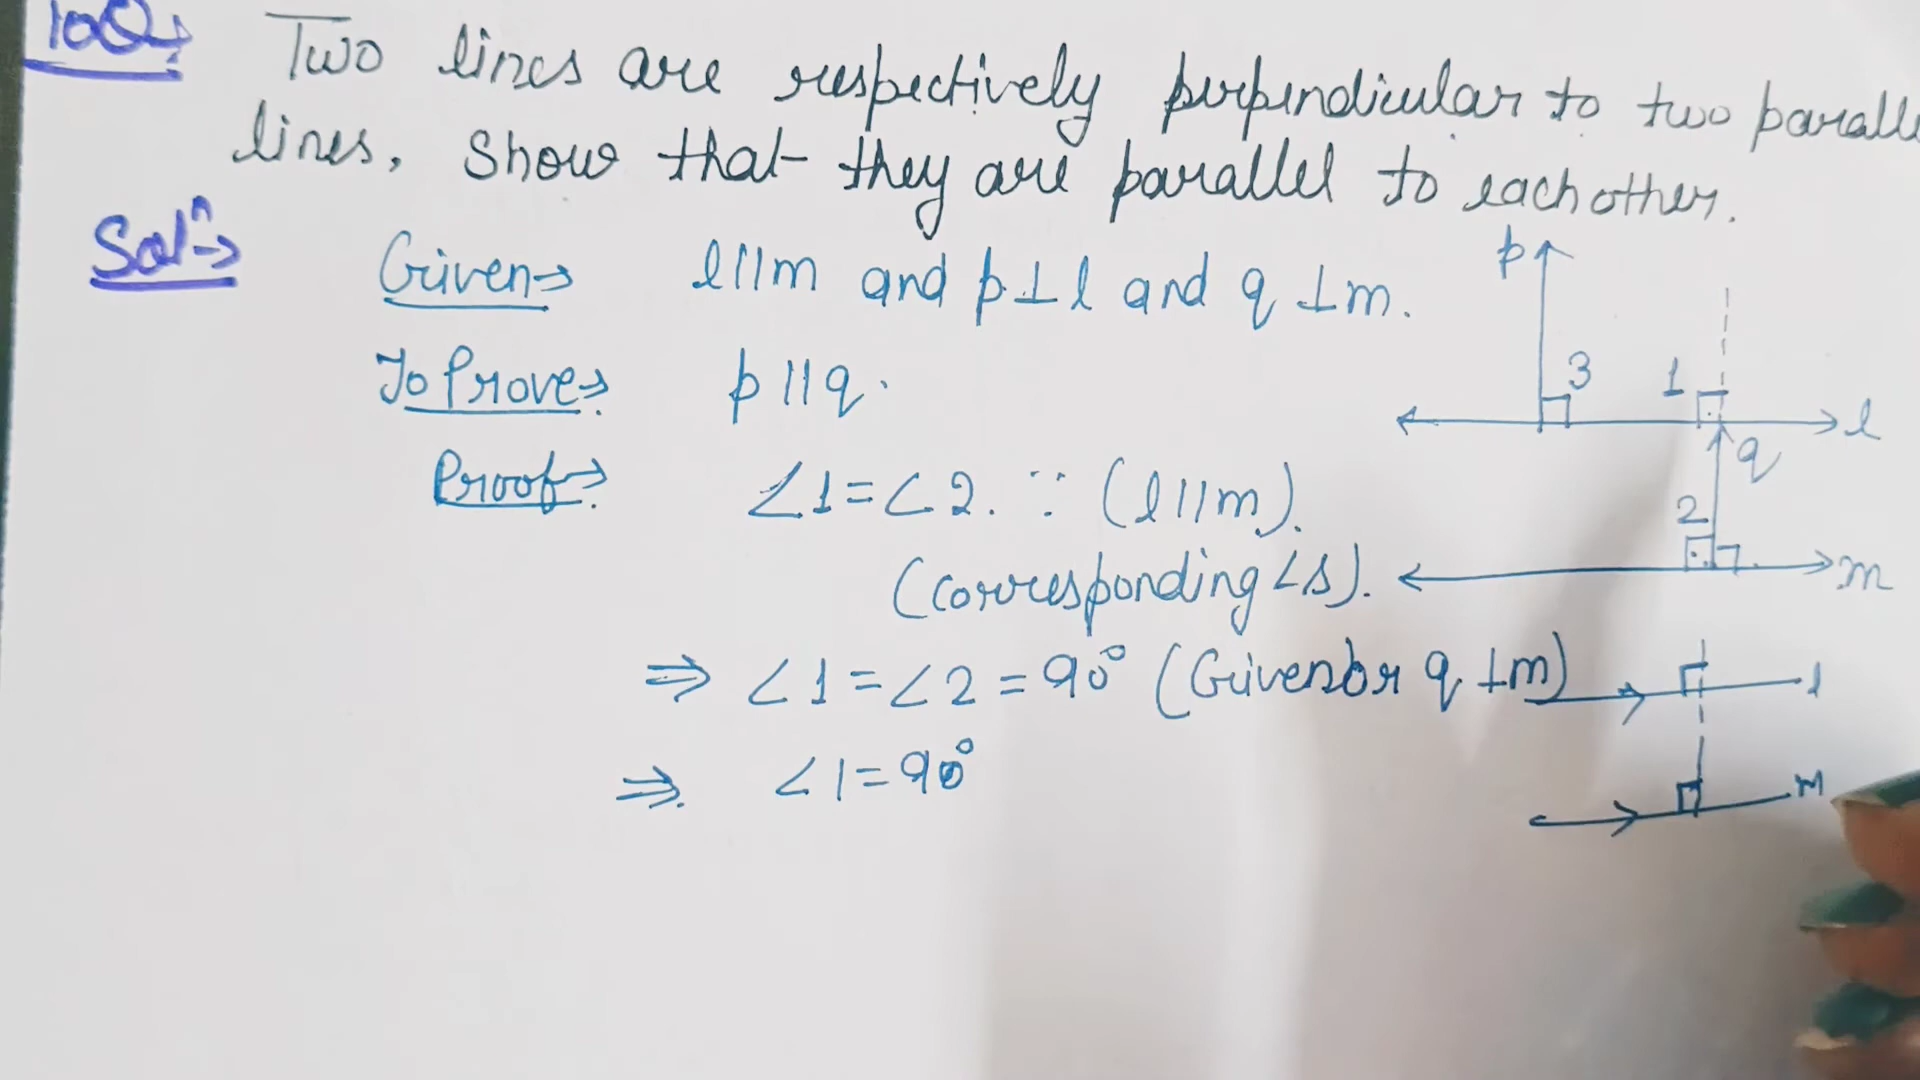 10Q→
Two lines are respectively perpendicular to two paralle
lines, Show that they are parallel to each other.
Solⁿ→
Given→ l||m and p⊥l and q⊥m.
To Prove→ p||q.
Proof→ ∠1=∠2. ∵ (l||m).
(corresponding ∠s).
⇒ ∠1=∠2=90° (Given or q⊥m)
⇒ ∠1=90°
p
3 1
l
q
2
m
l
m